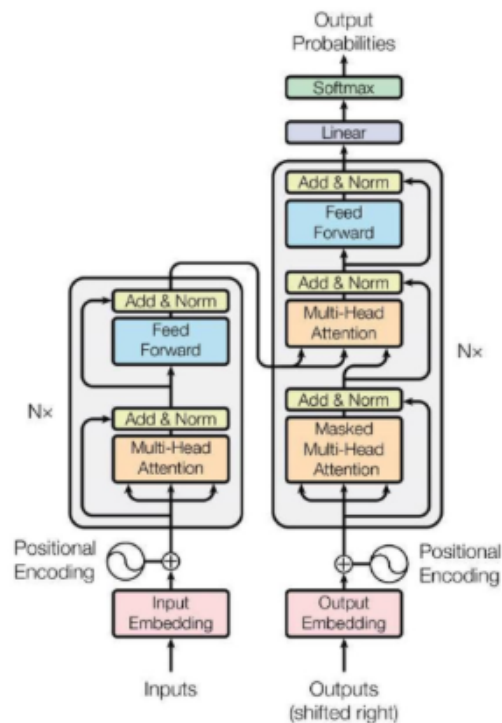 Output
Probabilities
Softmax
Linear
Add & Norm
Feed
Forward
Add & Norm
Multi-Head
Attention
Nx
Add & Norm
Masked
Multi-Head
Attention
Add & Norm
Feed
Forward
Nx
Add & Norm
Multi-Head
Attention
Positional
Encoding
Positional
Encoding
Input
Embedding
Output
Embedding
Inputs
Outputs
(shifted right)